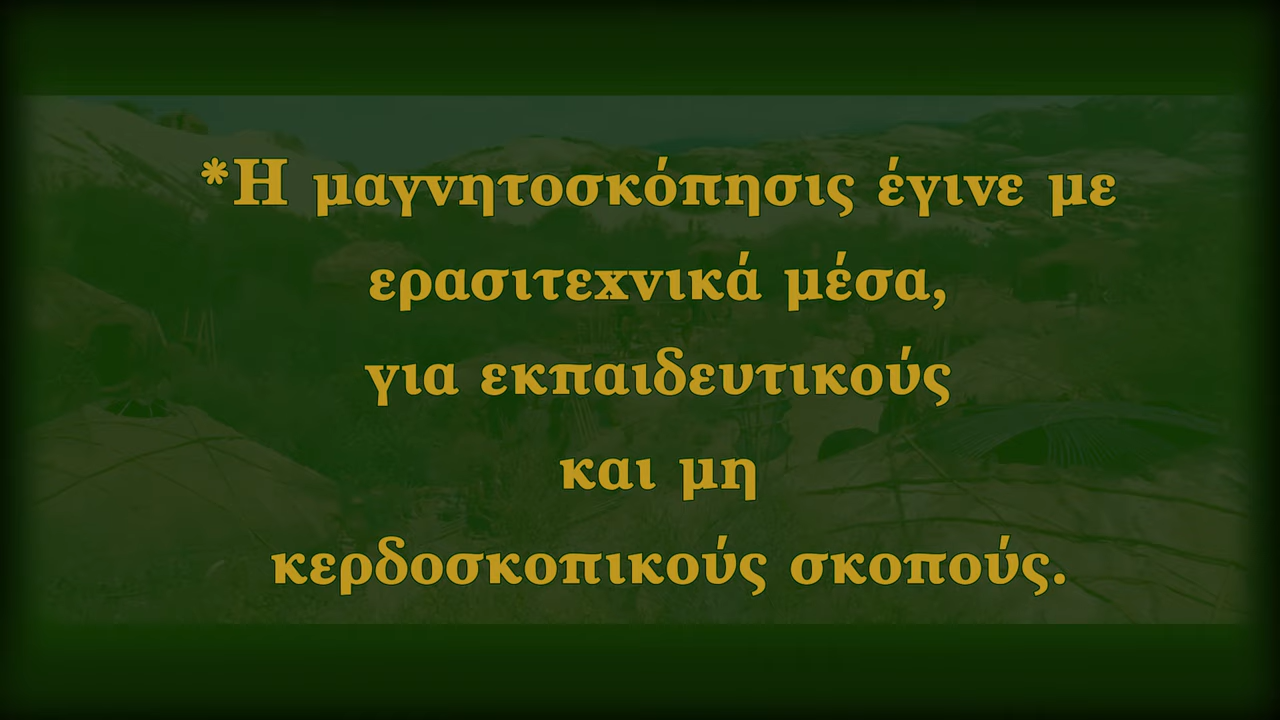 *Η μαγνητοσκόπησις έγινε με
ερασιτεχνικά μέσα,
για εκπαιδευτικούς
και μη
κερδοσκοπικούς σκοπούς.